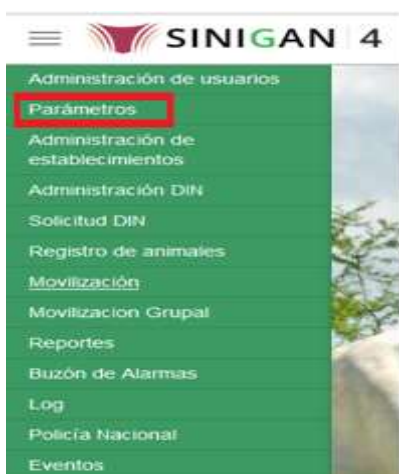 SINIGAN 4
Administración de usuarios
Parámetros
Administración de
establecimientos
Administración DIN
Solicitud DIN
Registro de animales
Movilización
Movilizacion Grupal
Reportes
Buzón de Alarmas
Log
Policía Nacional
Eventos